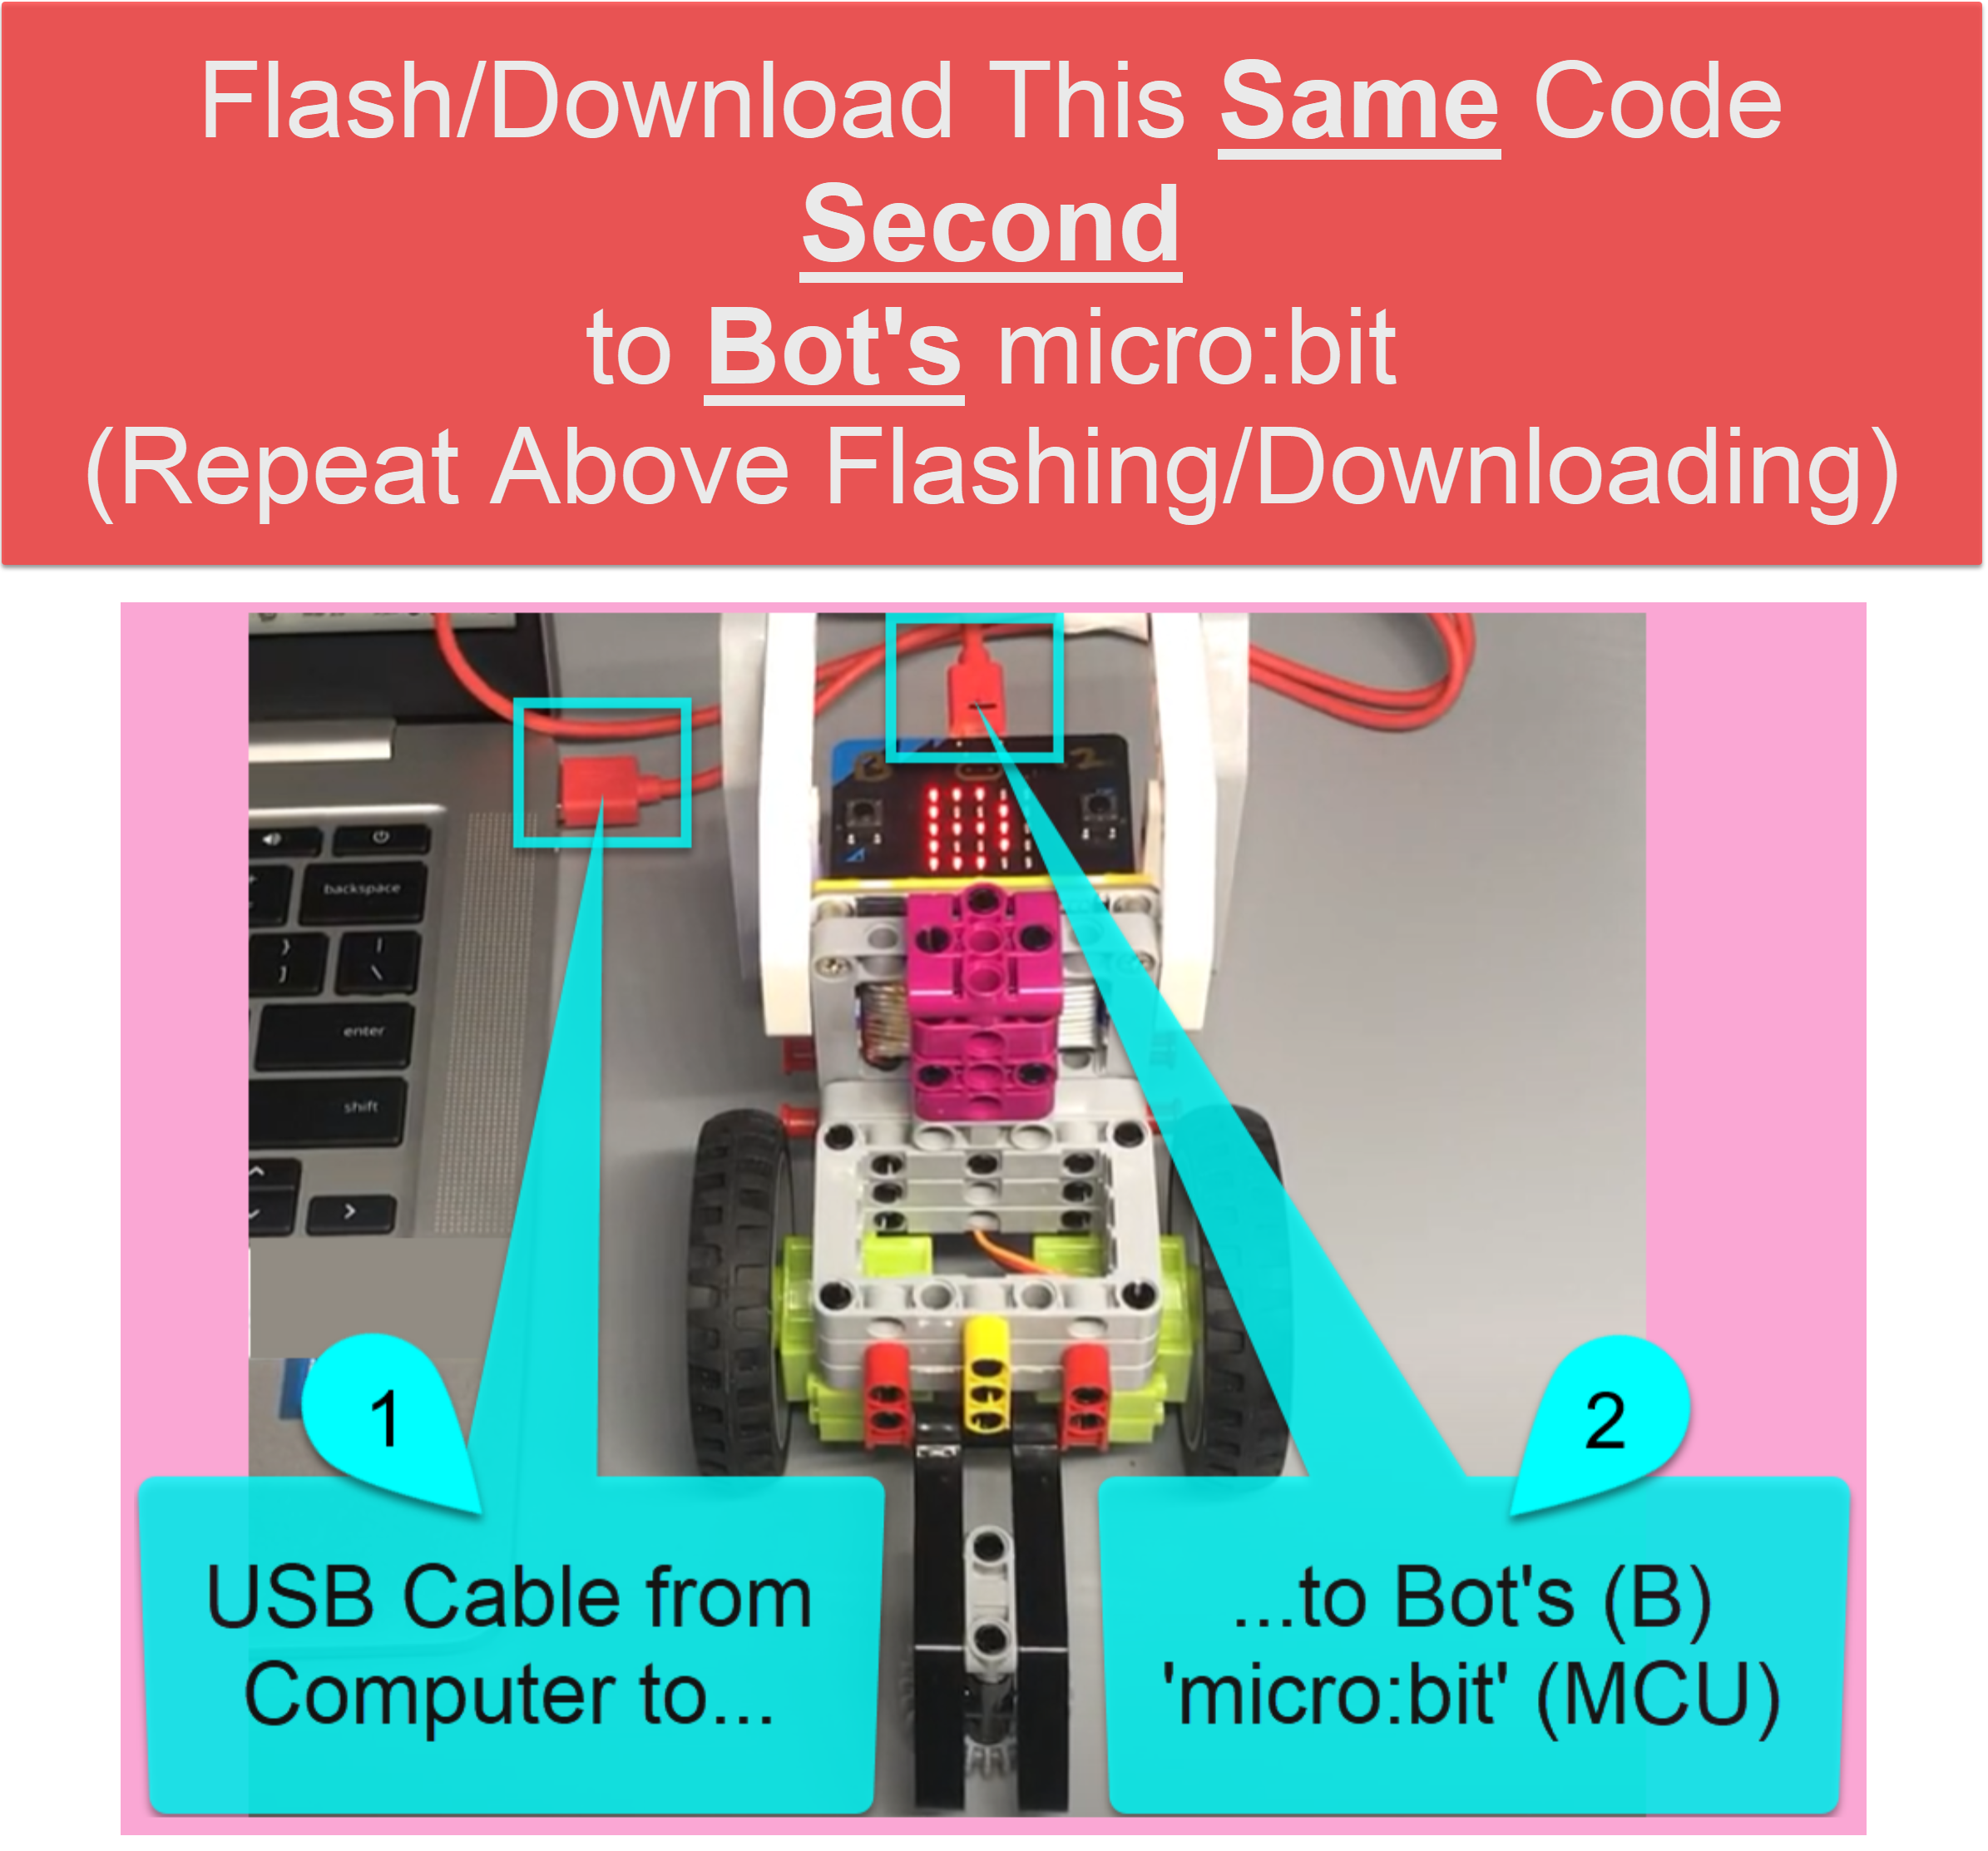 Flash/Download This Same Code
Second
to Bot's micro:bit
(Repeat Above Flashing/Downloading)
backspace
}
]
|
\
enter
shift
1
2
USB Cable from
Computer to...
...to Bot's (B)
'micro:bit' (MCU)